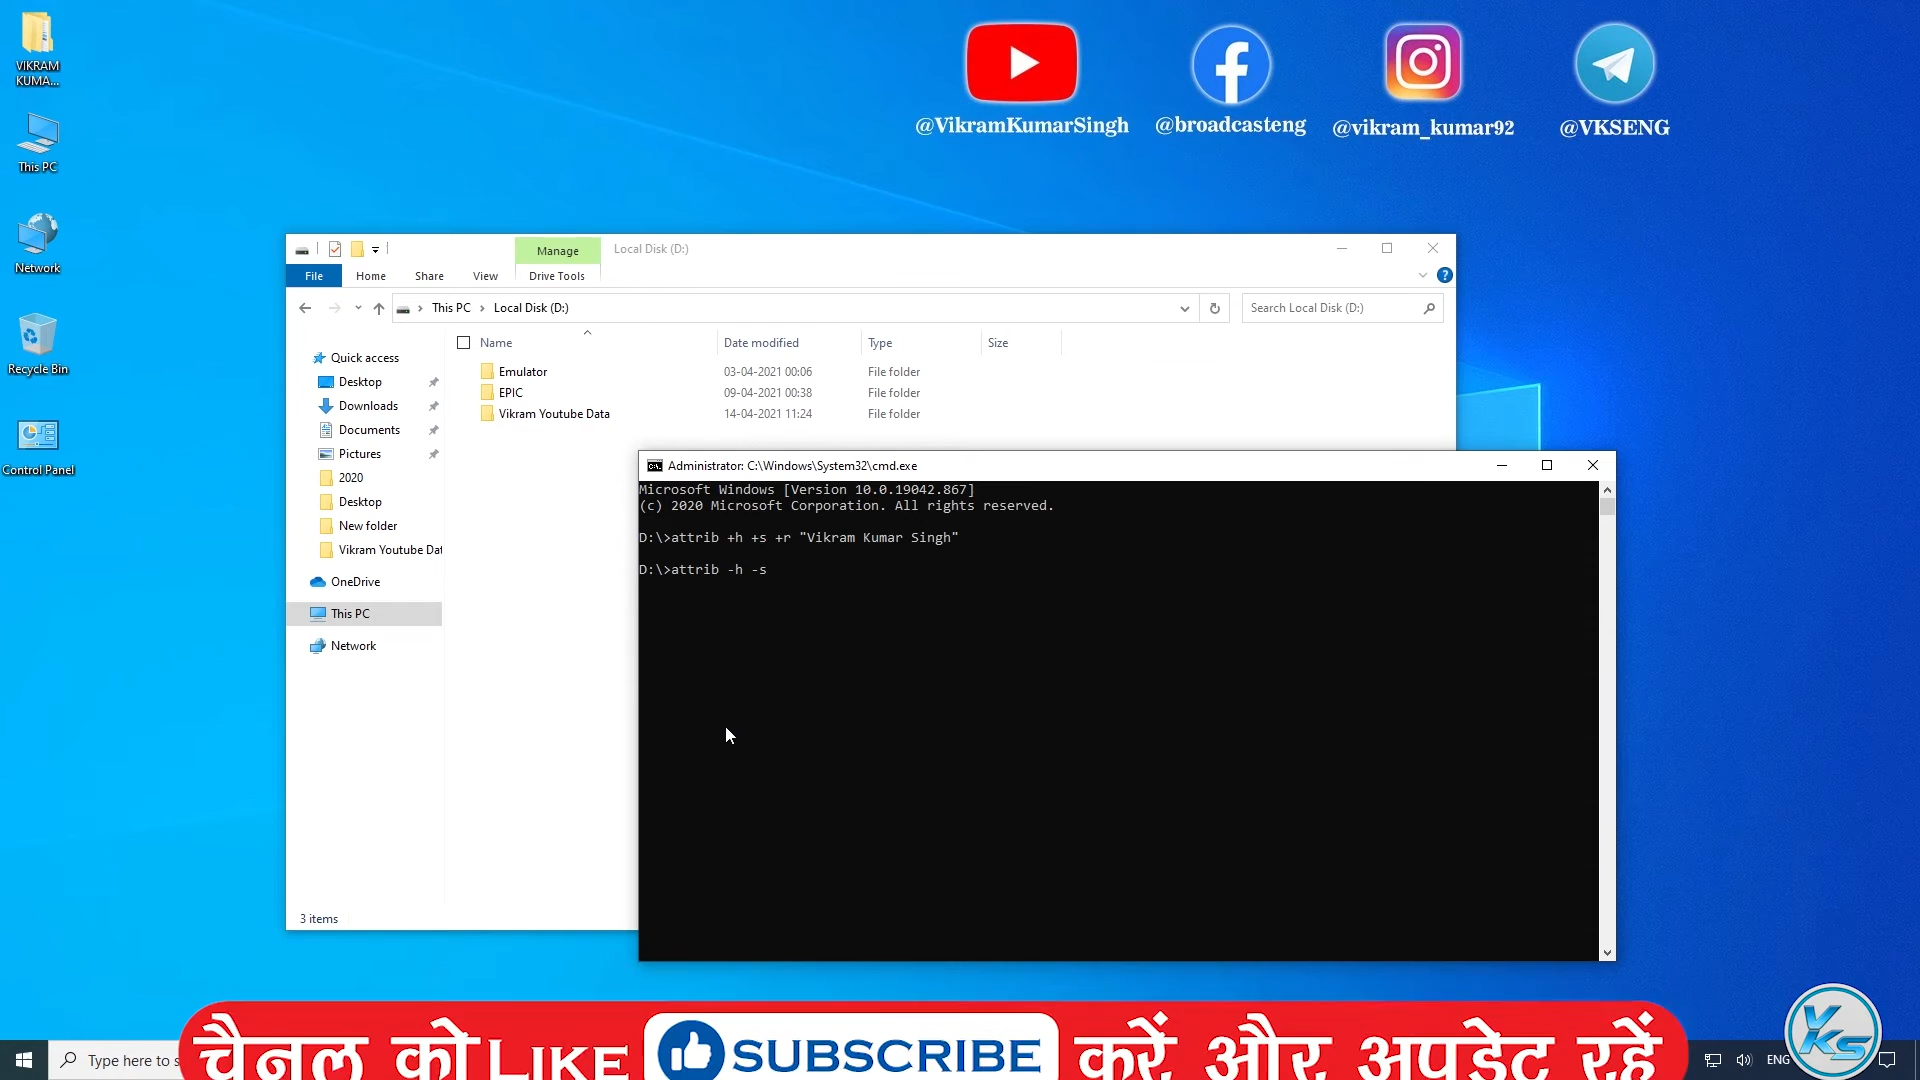 VIKRAM
KUMA...
This PC
Network
Recycle Bin
Control Panel
@VikramKumarSingh
@broadcasteng
@vikram_kumar92
@VKSENG
Manage
Local Disk (D:)
File
Home
Share
View
Drive Tools
This PC
Local Disk (D:)
Search Local Disk (D:)
Name
Date modified
Type
Size
Emulator 03-04-2021 00:06 File folder
EPIC 09-04-2021 00:38 File folder
Vikram Youtube Data 14-04-2021 11:24 File folder
Quick access
Desktop
Downloads
Documents
Pictures
2020
Desktop
New folder
Vikram Youtube Dat
OneDrive
This PC
Network
3 items
Administrator: C:\Windows\System32\cmd.exe
Microsoft Windows [Version 10.0.19042.867]
(c) 2020 Microsoft Corporation. All rights reserved.
D:\>attrib +h +s +r "Vikram Kumar Singh"
D:\>attrib -h -s
Type here to s
चैनल को LIKE SUBSCRIBE करें और अपडेट रहें
ENG
VKS